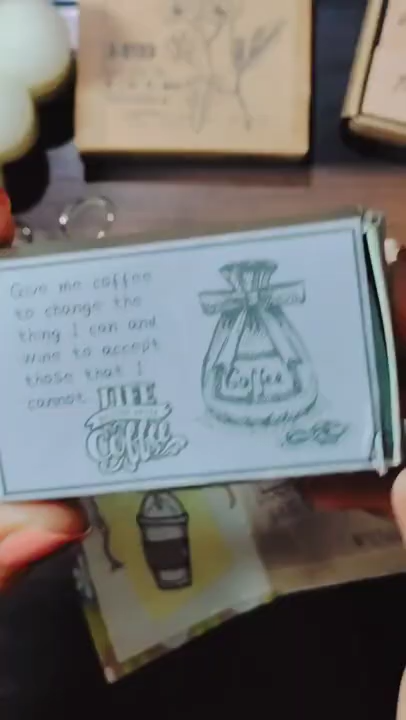 Give me coffee
to change the
thing I can and
wine to accept
those that I
cannot
LIFE
Coffee
Coffee